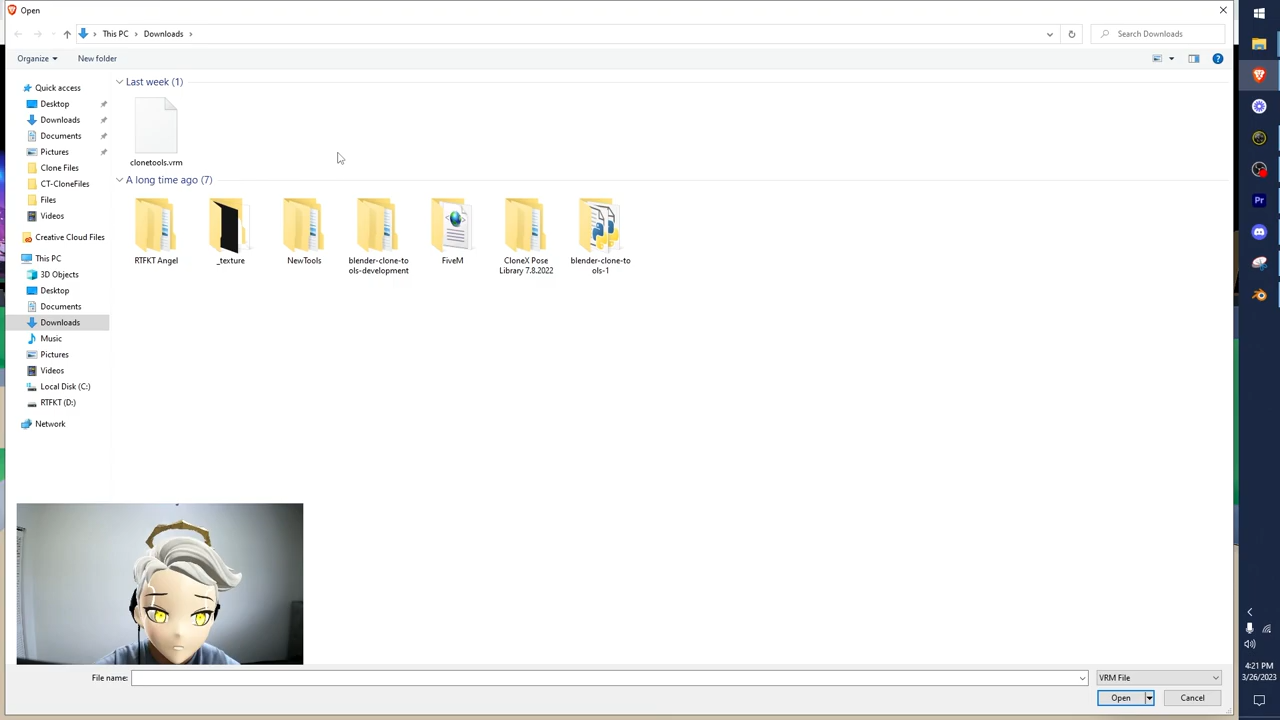 Open
This PC
Downloads
Search Downloads
Organize
New folder
Quick access
Desktop
Downloads
Documents
Pictures
Clone Files
CT-CloneFiles
Files
Videos
Creative Cloud Files
This PC
3D Objects
Desktop
Documents
Downloads
Music
Pictures
Videos
Local Disk (C:)
RTFKT (D:)
Network
Last week (1)
clonetools.vrm
A long time ago (7)
RTFKT Angel
_texture
NewTools
blender-clone-to
ols-development
FiveM
CloneX Pose
Library 7.8.2022
blender-clone-to
ols-1
File name:
VRM File
Open
Cancel
Pr
4:21 PM
3/26/2023